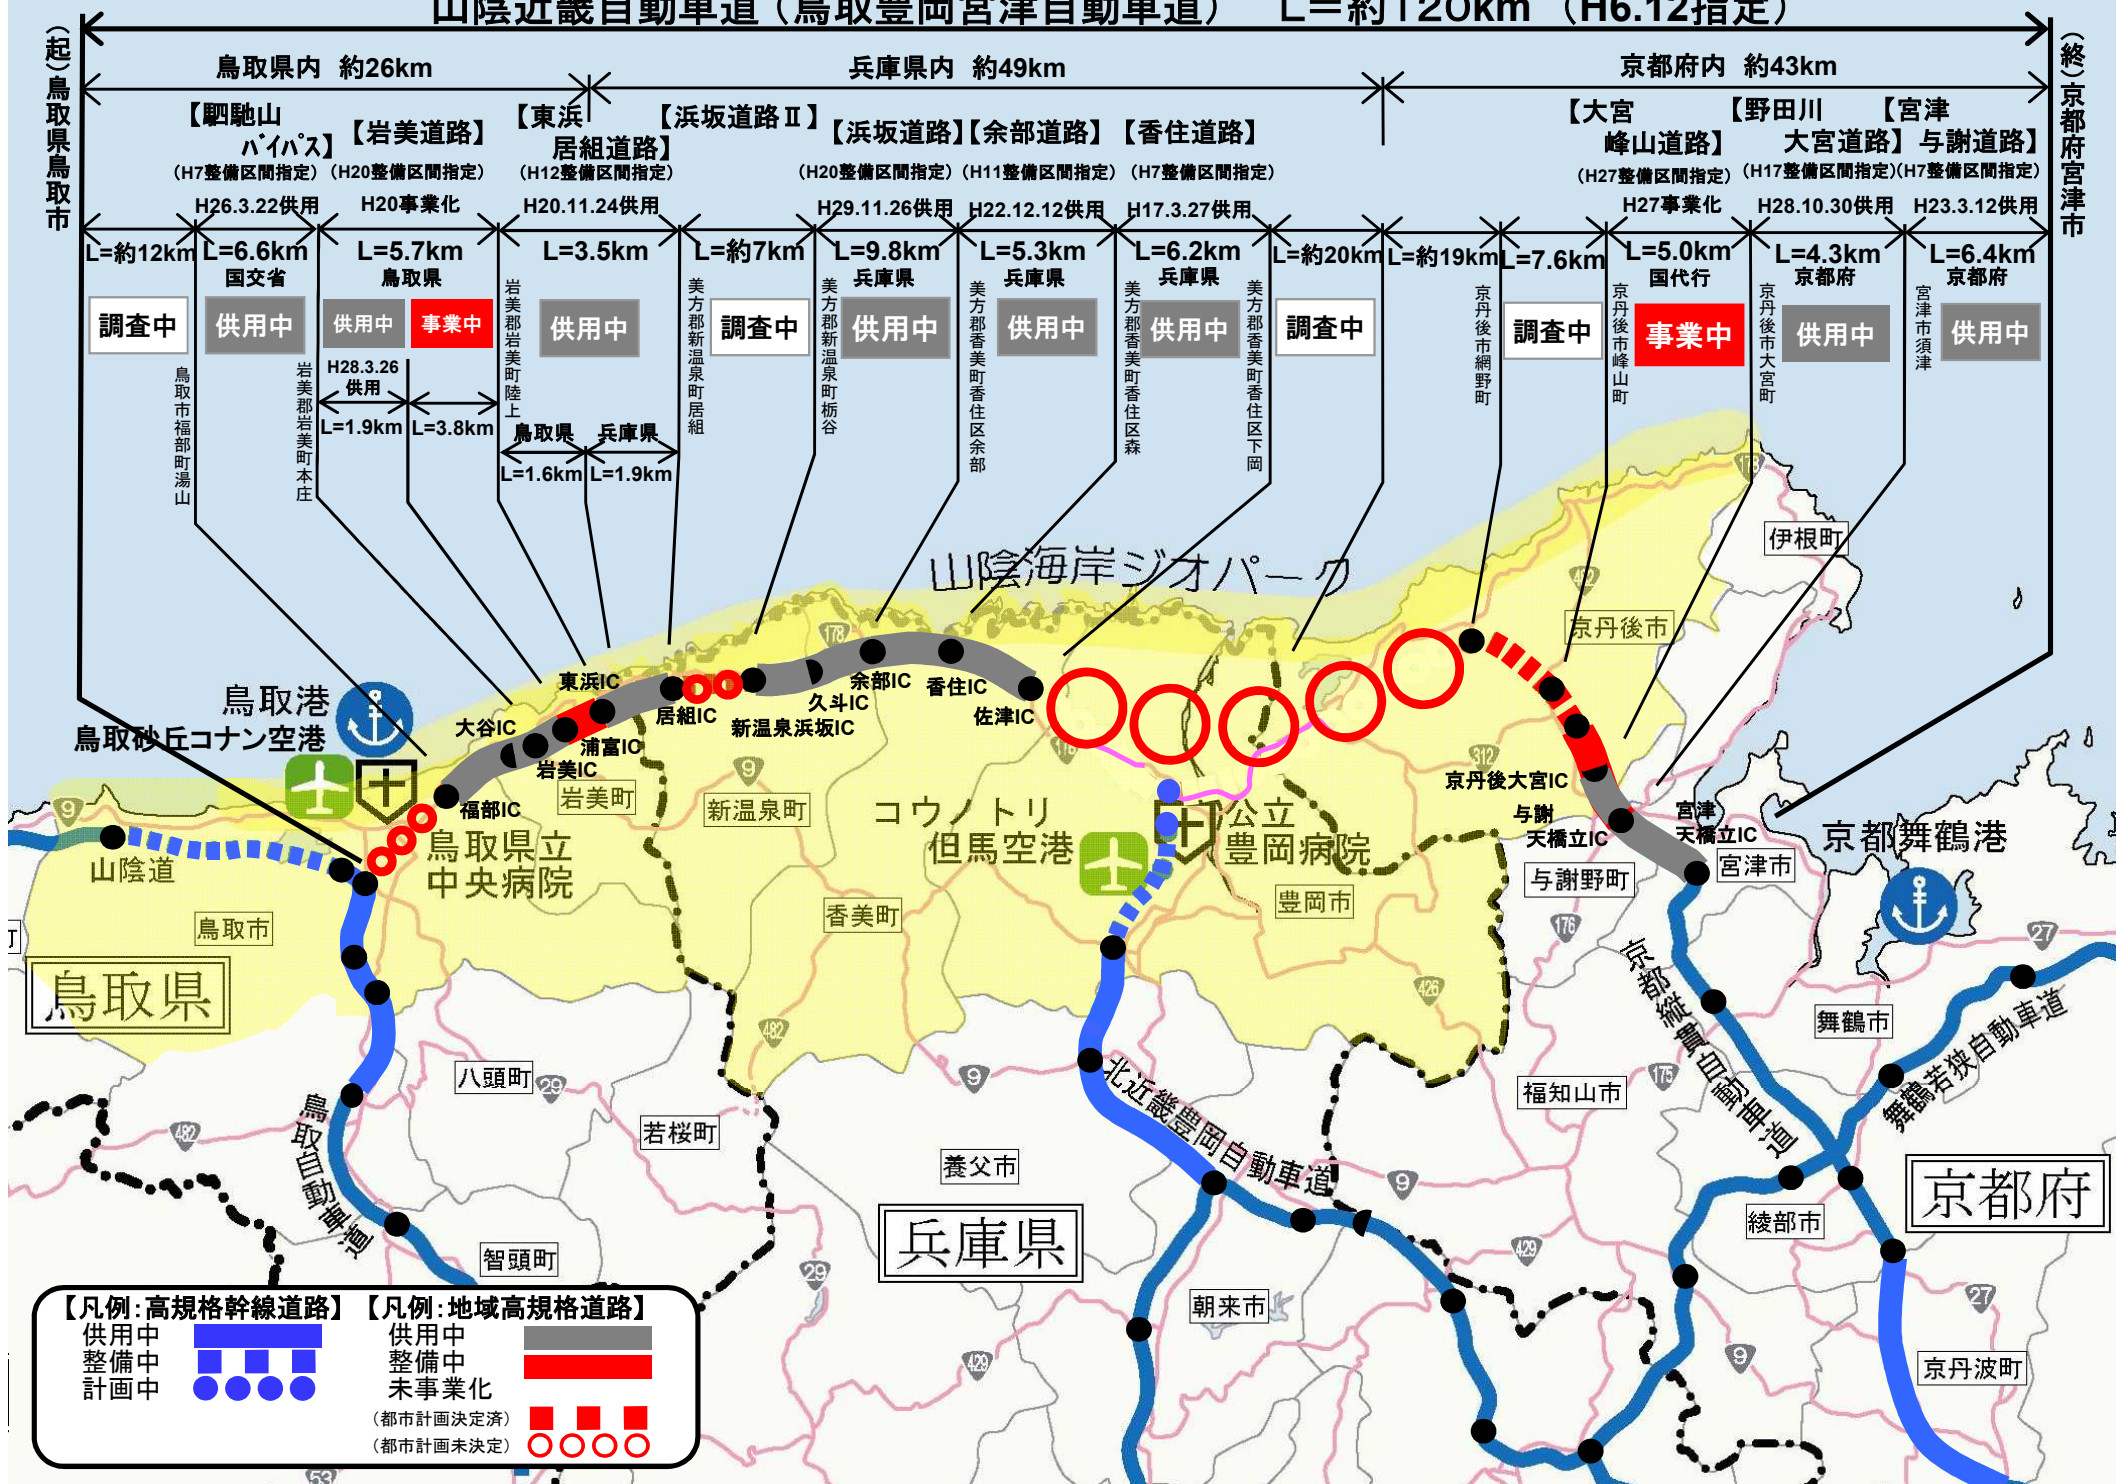 山陰近畿自動車道（鳥取豊岡宮津自動車道） L＝約120km （H6.12指定）
（起）鳥取県鳥取市
（終）京都府宮津市
鳥取県内 約26km
兵庫県内 約49km
京都府内 約43km
【駟馳山
バイパス】
（H7整備区間指定）
H26.3.22供用
【岩美道路】
（H20整備区間指定）
H20事業化
【東浜
居組道路】
（H12整備区間指定）
H20.11.24供用
【浜坂道路Ⅱ】
【浜坂道路】
（H20整備区間指定）
H29.11.26供用
【余部道路】
（H11整備区間指定）
H22.12.12供用
【香住道路】
（H7整備区間指定）
H17.3.27供用
【大宮
峰山道路】
（H27整備区間指定）
H27事業化
【野田川
大宮道路】
（H17整備区間指定）
H28.10.30供用
【宮津
与謝道路】
（H7整備区間指定）
H23.3.12供用
L=約12km
L=6.6km
国交省
L=5.7km
鳥取県
L=3.5km
L=約7km
L=9.8km
兵庫県
L=5.3km
兵庫県
L=6.2km
兵庫県
L=約20km
L=約19km
L=7.6km
L=5.0km
国代行
L=4.3km
京都府
L=6.4km
京都府
調査中
供用中
供用中
事業中
供用中
調査中
供用中
供用中
供用中
調査中
調査中
事業中
供用中
供用中
H28.3.26
供用
L=1.9km
L=3.8km
鳥取県
兵庫県
L=1.6km
L=1.9km
鳥取市福部町湯山
岩美郡岩美町本庄
岩美郡岩美町陸上
美方郡新温泉町居組
美方郡新温泉町栃谷
美方郡香美町香住区余部
美方郡香美町香住区森
美方郡香美町香住区下岡
京丹後市網野町
京丹後市峰山町
京丹後市大宮町
宮津市須津
山陰海岸ジオパーク
178
伊根町
482
京丹後市
178
鳥取港
鳥取砂丘コナン空港
東浜IC
大谷IC
浦富IC
岩美IC
居組IC
新温泉浜坂IC
久斗IC
余部IC
香住IC
佐津IC
178
312
9
9
岩美町
新温泉町
福部IC
鳥取県立
中央病院
コウノトリ
但馬空港
公立
豊岡病院
京丹後大宮IC
与謝
天橋立IC
宮津
天橋立IC
京都舞鶴港
山陰道
鳥取市
鳥取県
香美町
豊岡市
与謝野町
宮津市
176
27
426
482
舞鶴市
京都縦貫自動車道
舞鶴若狭自動車道
八頭町
29
9
北近畿豊岡自動車道
福知山市
175
482
鳥取自動車道
若桜町
養父市
9
京都府
兵庫県
綾部市
智頭町
429
29
朝来市
27
429
9
京丹波町
53
【凡例：高規格幹線道路】
供用中
整備中
計画中
【凡例：地域高規格道路】
供用中
整備中
未事業化
（都市計画決定済）
（都市計画未決定）